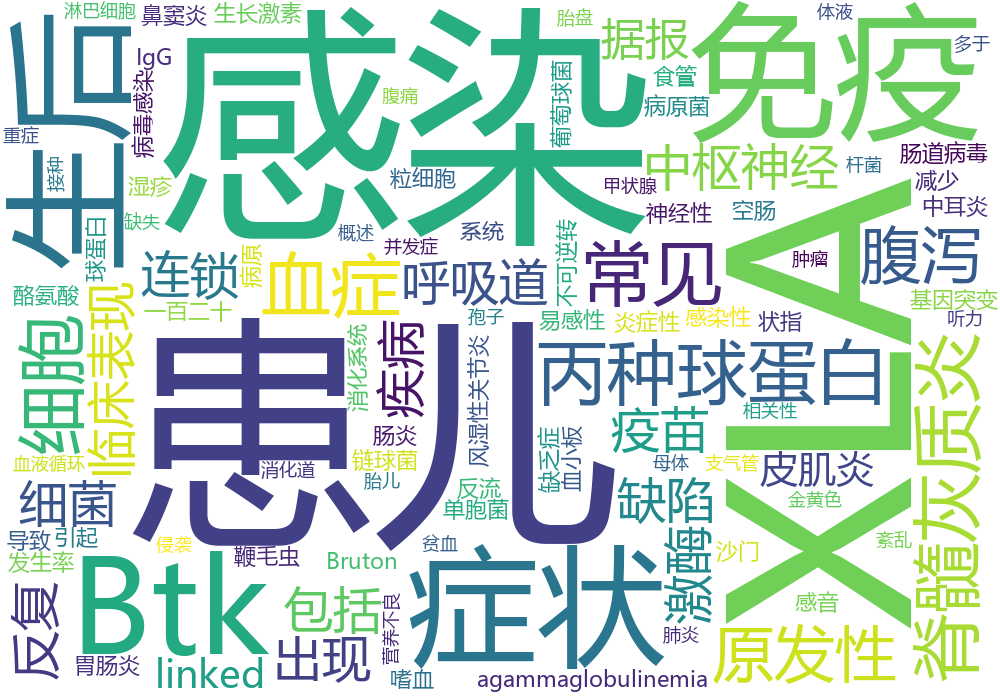 淋巴细胞
鼻窦炎
生长激素
胎盘
体液
生后
感染
免疫
IgG
据报
多于
病毒感染
腹痛
葡萄球菌
食管
病原菌
重症
接种
湿疹
粒细胞
中枢神经
杆菌
肠道病毒
甲状腺
减少
缺失
神经性
空肠
中耳炎
球蛋白
概述
系统
并发症
连锁
病原
血症
呼吸道
不可逆转
常见
肿瘤
腹泻
XLA
酪氨酸
临床表现
一百二十
孢子
易感性
炎症性
感染性
状指
基因突变
听力
细胞
消化系统
疾病
风湿性关节炎
丙种球蛋白
脊髓灰质炎
患儿
相关性
肠炎
缺乏症
血小板
疫苗
血液循环
消化道
链球菌
胎儿
反流
母体
支气管
皮肌炎
细菌
单胞菌
缺陷
金黄色
导致
引起
侵袭
贫血
激酶
沙门
紊乱
发生率
鞭毛虫
Bruton
症状
反复
Btk
包括
营养不良
感音
胃肠炎
linked
出现
嗜血
肺炎
原发性
agammaglobulinemia